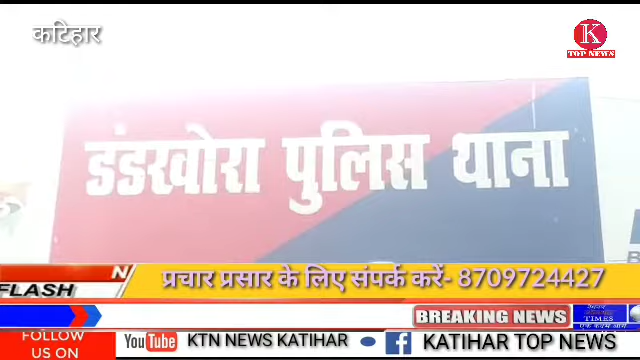 कटिहार
K
TOP NEWS
डंडखोरा पुलिस थाना
N
FLASH
प्रचार प्रसार के लिए संपर्क करें- 8709724427
BREAKING NEWS
TIMES
FOLLOW
US ON
YouTube KTN NEWS KATIHAR
f KATIHAR TOP NEWS